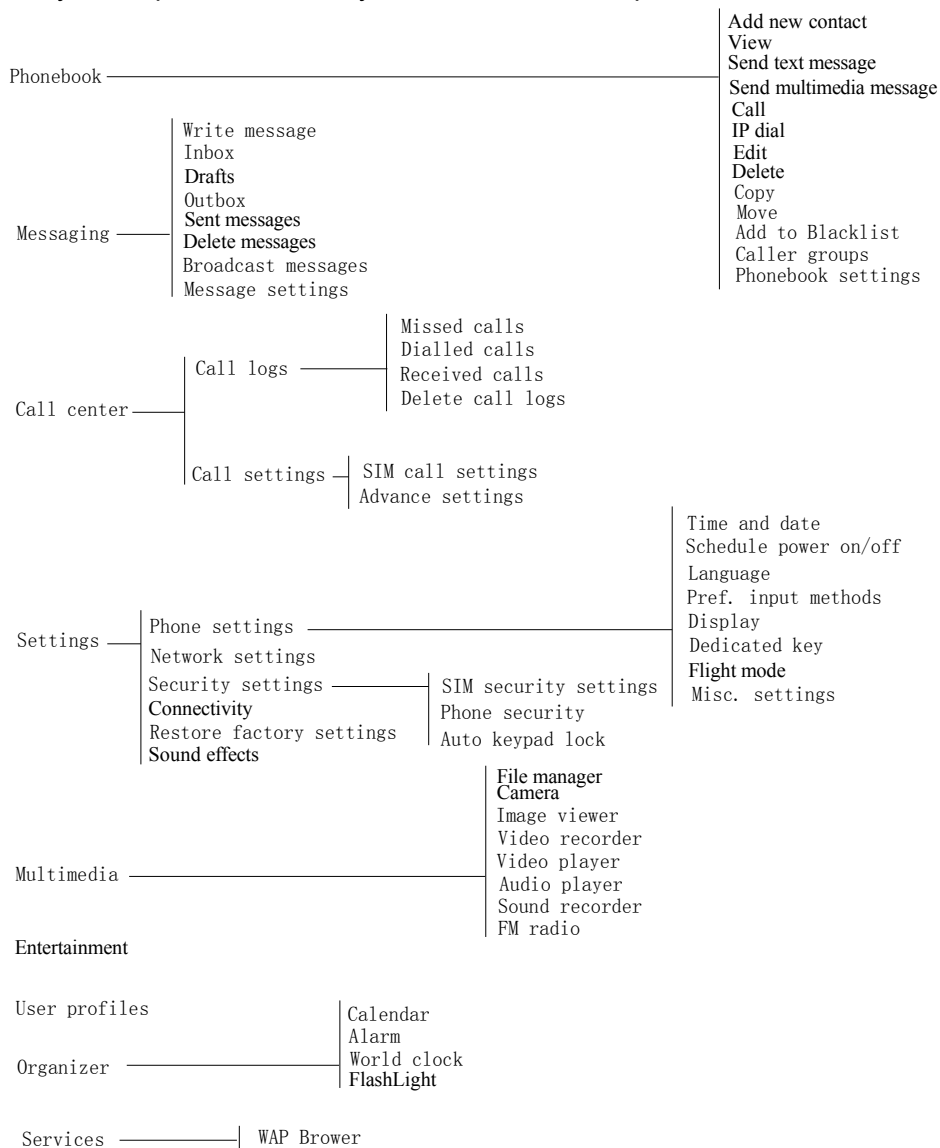 Phonebook
Add new contact
View
Send text message
Send multimedia message
Call
IP dial
Edit
Delete
Copy
Move
Add to Blacklist
Caller groups
Phonebook settings
Messaging
Write message
Inbox
Drafts
Outbox
Sent messages
Delete messages
Broadcast messages
Message settings
Call center
Call logs
Missed calls
Dialled calls
Received calls
Delete call logs
Call settings
SIM call settings
Advance settings
Settings
Phone settings
Time and date
Schedule power on/off
Language
Pref. input methods
Display
Dedicated key
Flight mode
Misc. settings
Network settings
Security settings
SIM security settings
Phone security
Auto keypad lock
Connectivity
Restore factory settings
Sound effects
Multimedia
File manager
Camera
Image viewer
Video recorder
Video player
Audio player
Sound recorder
FM radio
Entertainment
User profiles
Organizer
Calendar
Alarm
World clock
FlashLight
Services
WAP Brower